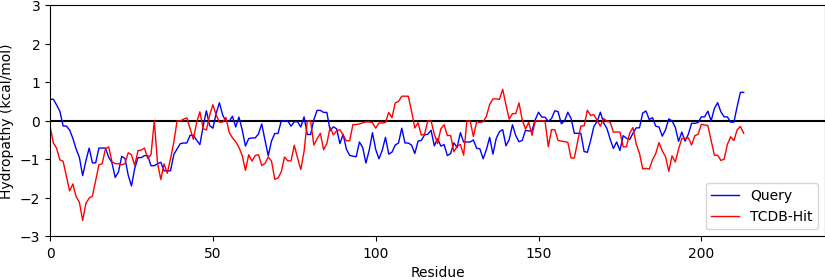 Hydropathy (kcal/mol)
3
2
1
0
−1
−2
−3
0 50 100 150 200
Residue
Query
TCDB-Hit